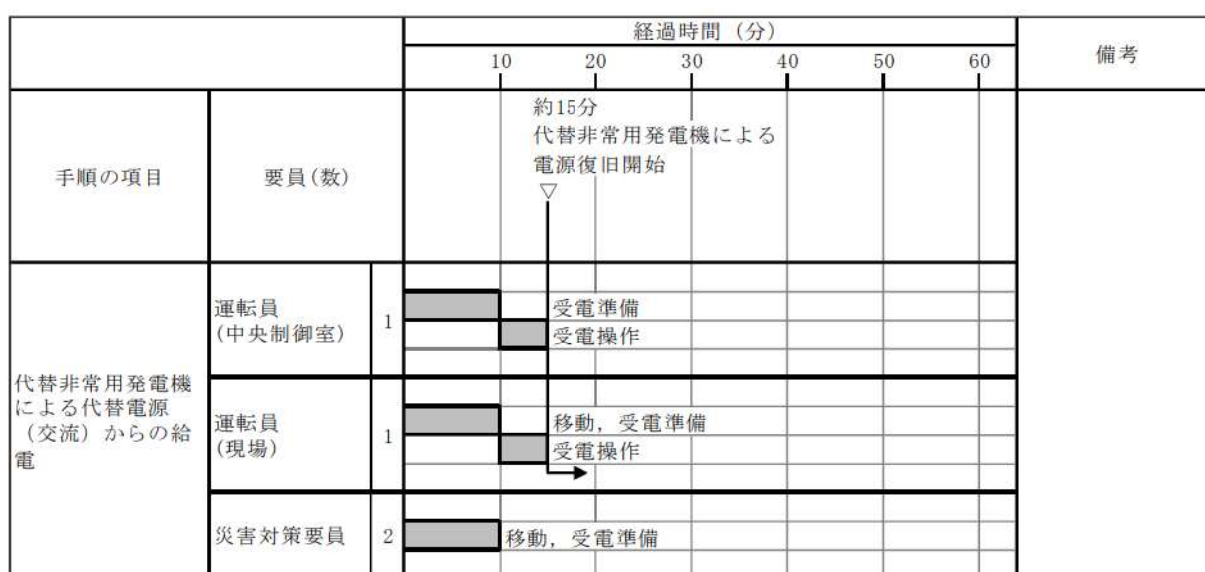 経過時間（分）
備考
10 20 30 40 50 60
手順の項目
要員(数)
約15分
代替非常用発電機による
電源復旧開始
▽
代替非常用発電機
による代替電源
（交流）からの給
電
運転員
(中央制御室)
1
受電準備
受電操作
運転員
(現場)
1
移動，受電準備
受電操作
災害対策要員
2
移動，受電準備